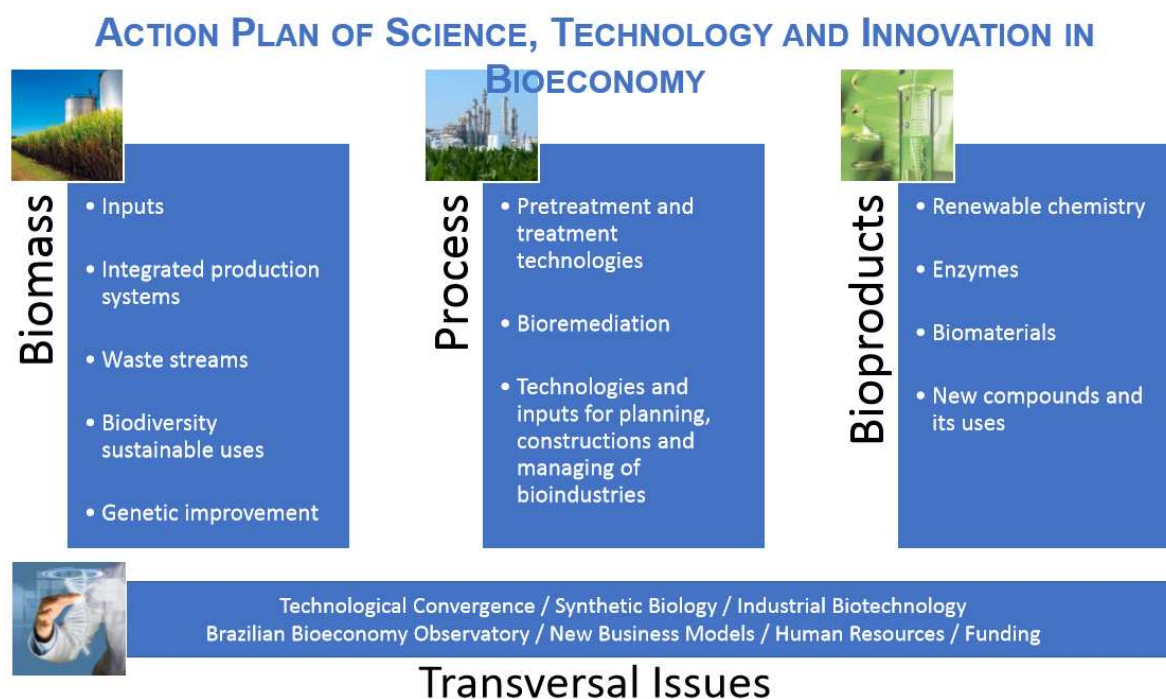 ACTION PLAN OF SCIENCE, TECHNOLOGY AND INNOVATION IN
BIOECONOMY
Biomass
• Inputs
• Integrated production
systems
• Waste streams
• Biodiversity
sustainable uses
• Genetic improvement
Process
• Pretreatment and
treatment
technologies
• Bioremediation
• Technologies and
inputs for planning,
constructions and
managing of
bioindustries
Bioproducts
• Renewable chemistry
• Enzymes
• Biomaterials
• New compounds and
its uses
Technological Convergence / Synthetic Biology / Industrial Biotechnology
Brazilian Bioeconomy Observatory / New Business Models / Human Resources / Funding
Transversal Issues